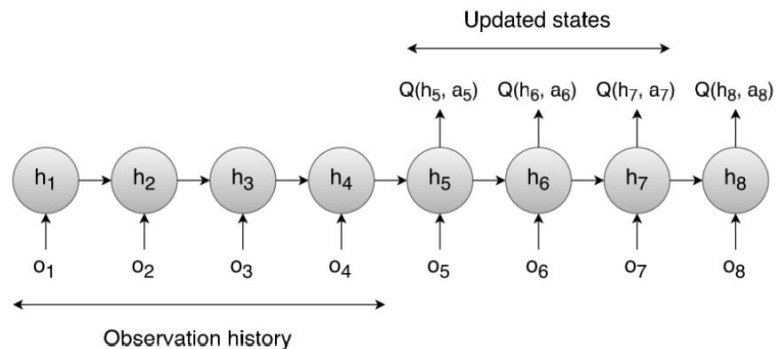 Updated states
Q(h5, a5) Q(h6, a6) Q(h7, a7) Q(h8, a8)
h1 h2 h3 h4 h5 h6 h7 h8
o1 o2 o3 o4 o5 o6 o7 o8
Observation history